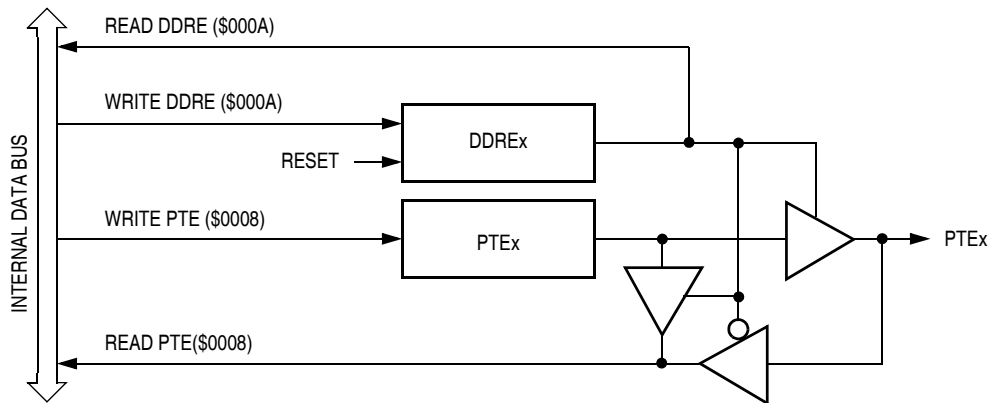 READ DDRE ($000A)
WRITE DDRE ($000A)
DDREx
RESET
INTERNAL DATA BUS
WRITE PTE ($0008)
PTEx
PTEx
READ PTE($0008)